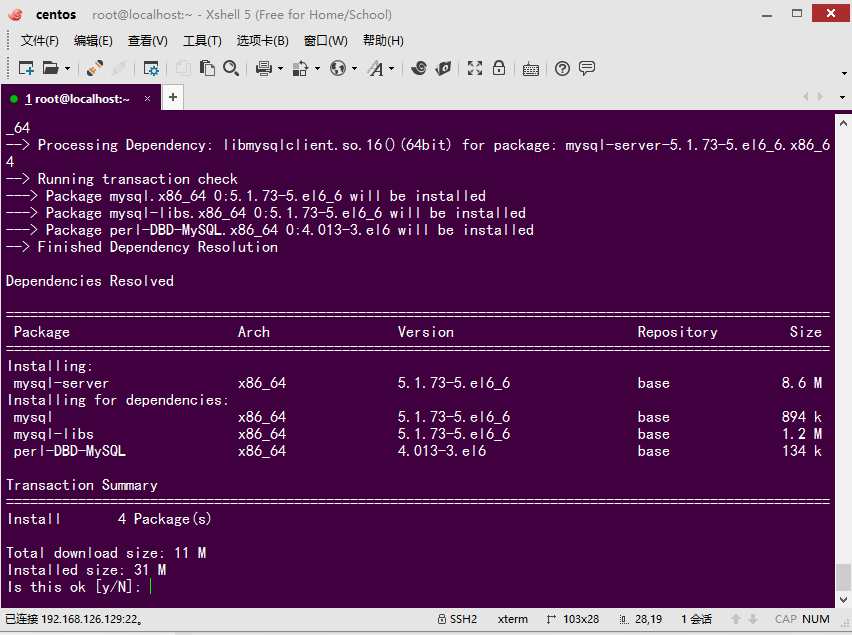 centos root@localhost:~ - Xshell 5 (Free for Home/School)
文件(F) 编辑(E) 查看(V) 工具(T) 选项卡(B) 窗口(W) 帮助(H)
1 root@localhost:~ × +
_64
--> Processing Dependency: libmysqlclient.so.16()(64bit) for package: mysql-server-5.1.73-5.el6_6.x86_6
4
--> Running transaction check
---> Package mysql.x86_64 0:5.1.73-5.el6_6 will be installed
---> Package mysql-libs.x86_64 0:5.1.73-5.el6_6 will be installed
---> Package perl-DBD-MySQL.x86_64 0:4.013-3.el6 will be installed
--> Finished Dependency Resolution
Dependencies Resolved
Package Arch Version Repository Size
Installing:
mysql-server x86_64 5.1.73-5.el6_6 base 8.6 M
Installing for dependencies:
mysql x86_64 5.1.73-5.el6_6 base 894 k
mysql-libs x86_64 5.1.73-5.el6_6 base 1.2 M
perl-DBD-MySQL x86_64 4.013-3.el6 base 134 k
Transaction Summary
Install 4 Package(s)
Total download size: 11 M
Installed size: 31 M
Is this ok [y/N]:
已连接 192.168.126.129:22。 SSH2 xterm 103x28 28,19 1 会话 CAP NUM